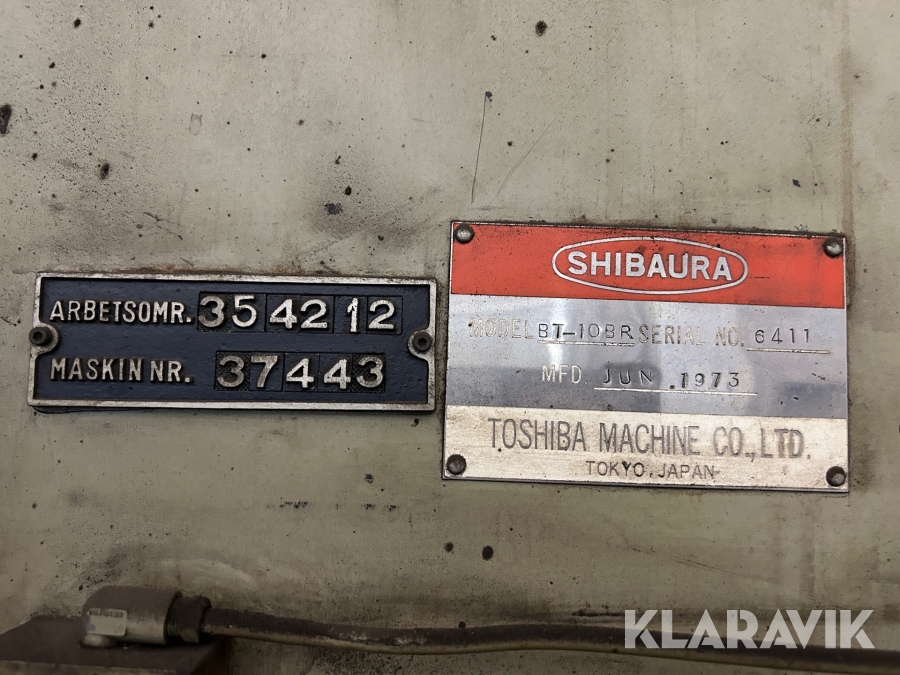 ARBETSOMR. 35 42 12
MASKIN NR. 37443
SHIBAURA
MODEL BT-10BR SERIAL NO. 6411
MFD. JUN. 1973
TOSHIBA MACHINE CO., LTD.
TOKYO, JAPAN
KLARAVIK